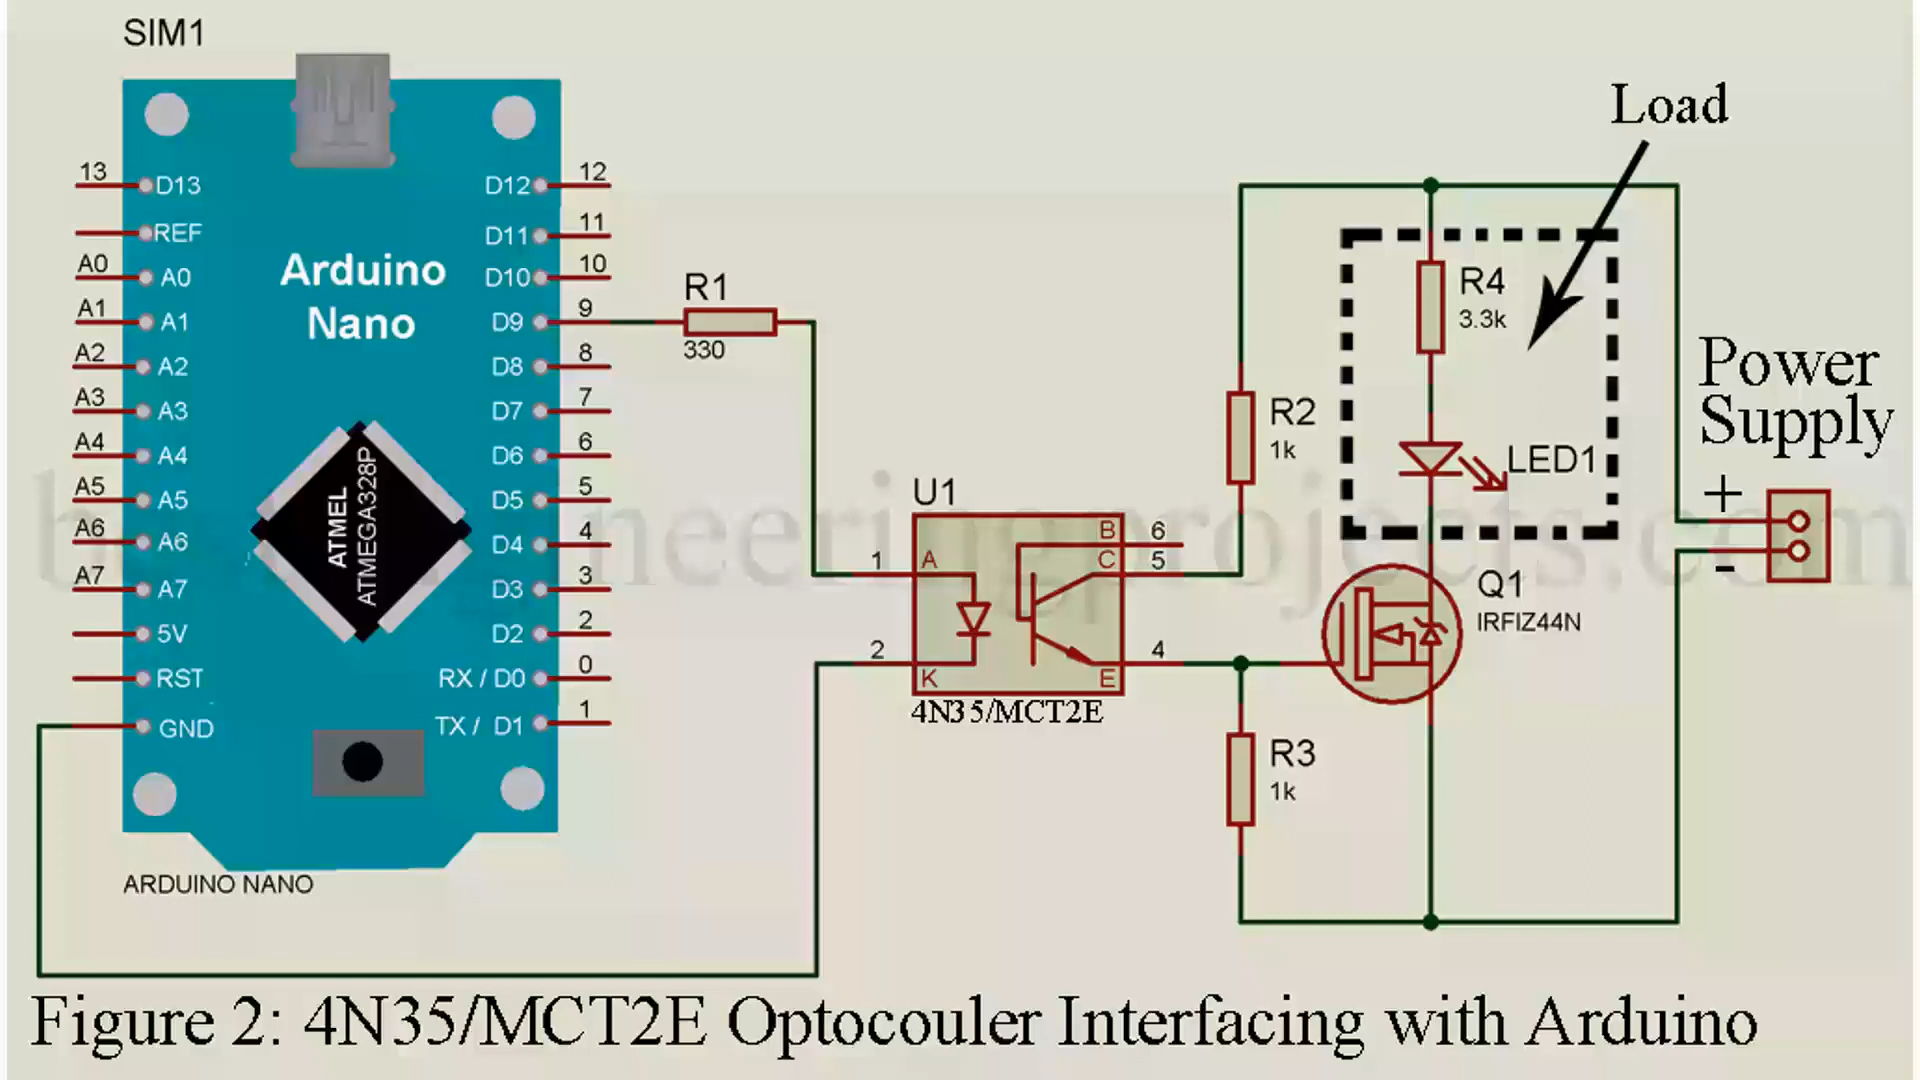 SIM1
Load
13 D13 D12 12
REF D11 11
A0 A0 D10 10
A1 A1 D9 9
A2 A2 D8 8
A3 A3 D7 7
A4 A4 D6 6
A5 A5 D5 5
A6 A6 D4 4
A7 A7 D3 3
5V D2 2
RST RX / D0 0
GND TX / D1 1
Arduino
Nano
ATMEL
ATMEGA328P
ARDUINO NANO
R1
330
U1
1 A
2 K
B 6
C 5
E 4
4N35/MCT2E
R2
1k
R3
1k
R4
3.3k
LED1
Q1
IRFIZ44N
Power
Supply
+
-
Figure 2: 4N35/MCT2E Optocouler Interfacing with Arduino